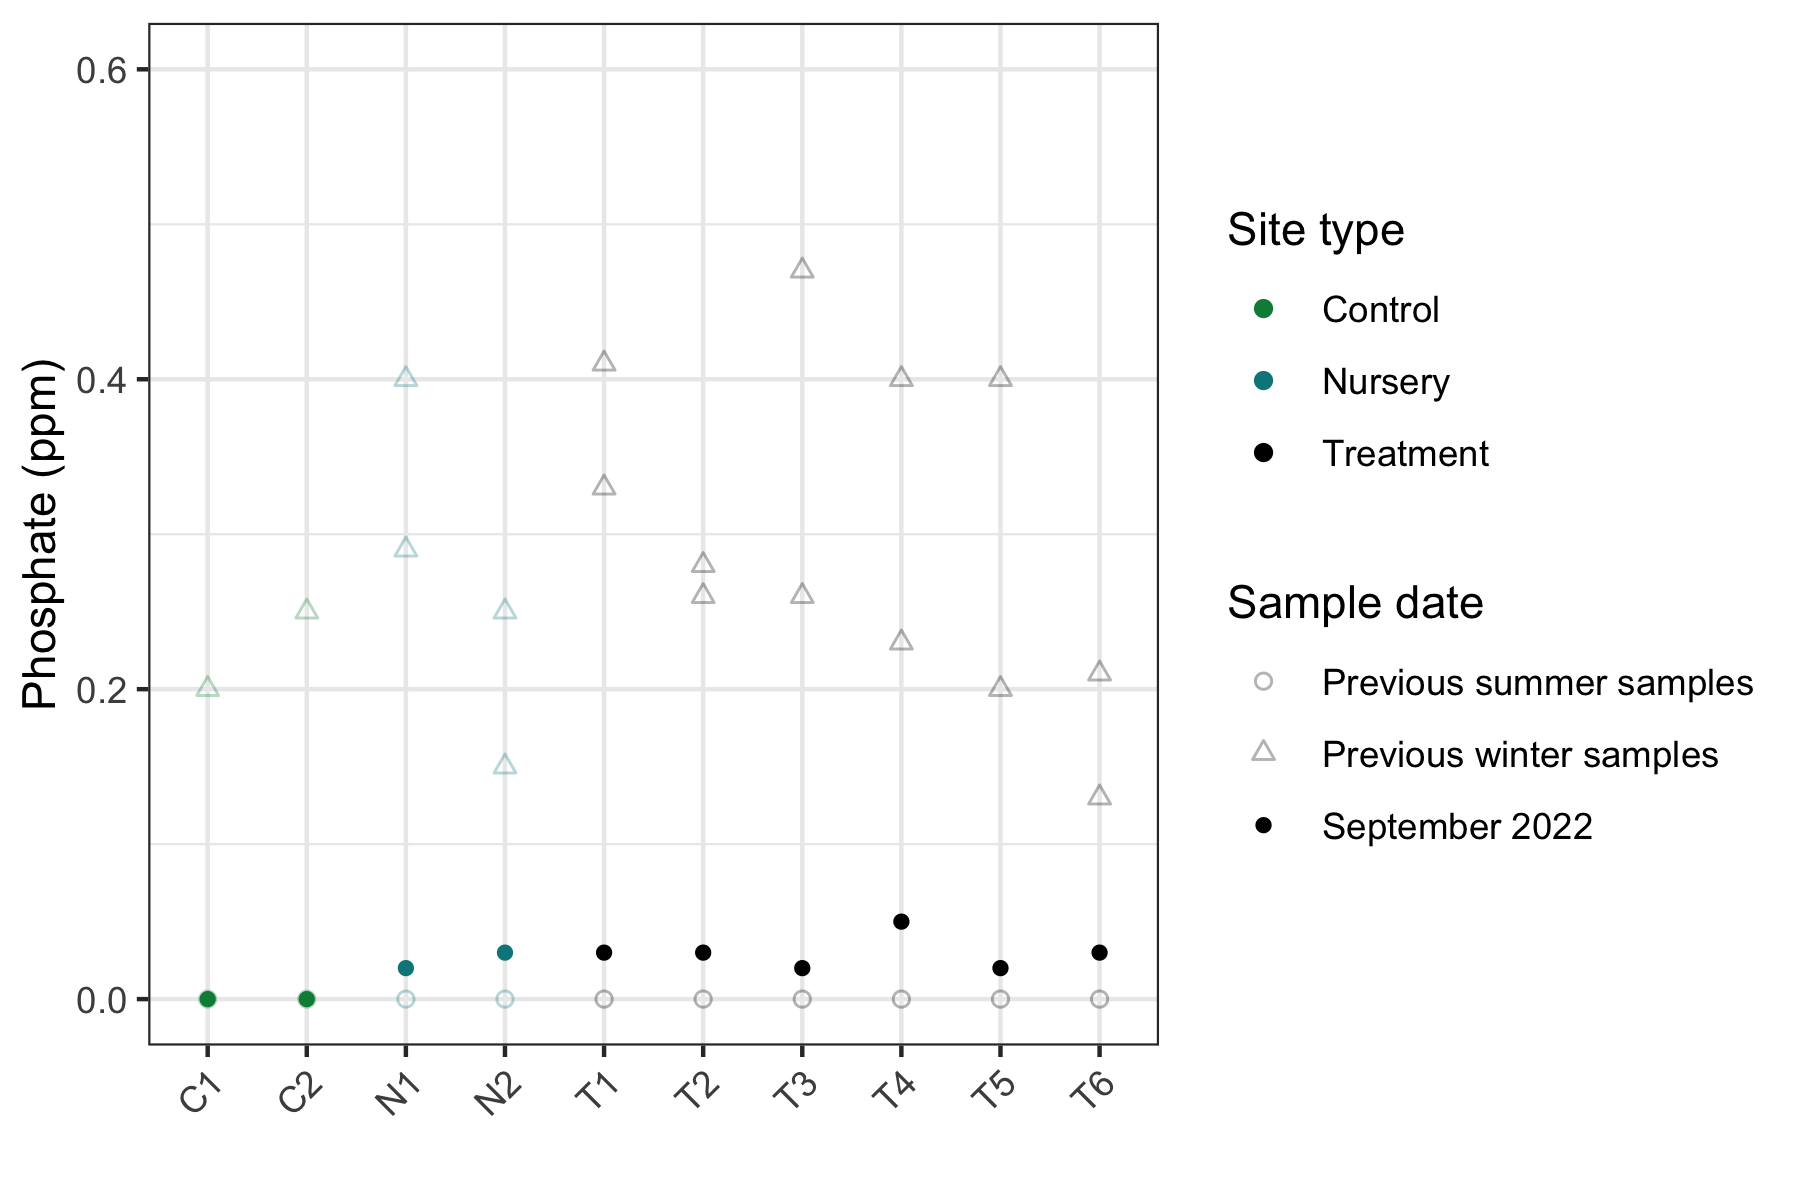 Phosphate (ppm)
0.6
0.4
0.2
0.0
C1 C2 N1 N2 T1 T2 T3 T4 T5 T6
Site type
Control
Nursery
Treatment
Sample date
Previous summer samples
Previous winter samples
September 2022